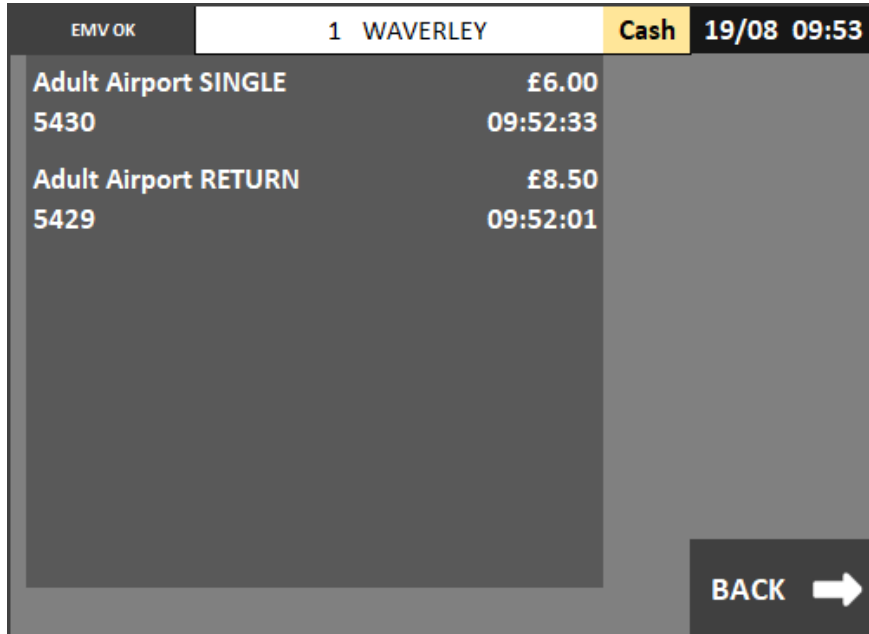 EMV OK 1 WAVERLEY Cash 19/08 09:53
Adult Airport SINGLE £6.00
5430 09:52:33
Adult Airport RETURN £8.50
5429 09:52:01
BACK